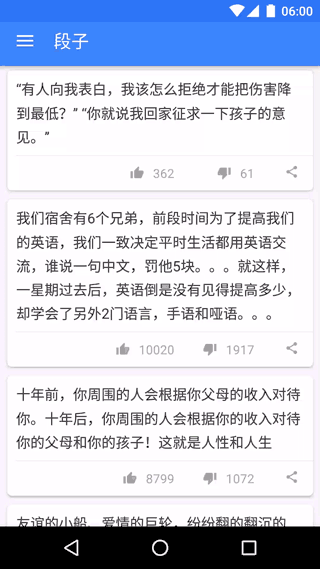 06:00
段子
“有人向我表白，我该怎么拒绝才能把伤害降
到最低？” “你就说我回家征求一下孩子的意
见。”
362 61
我们宿舍有6个兄弟，前段时间为了提高我们
的英语，我们一致决定平时生活都用英语交
流，谁说一句中文，罚他5块。。。就这样，
一星期过去后，英语倒是没有见得提高多少，
却学会了另外2门语言，手语和哑语。。。
10020 1917
十年前，你周围的人会根据你父母的收入对待
你。十年后，你周围的人会根据你的收入对待
你的父母和你的孩子！这就是人性和人生
8799 1072
友谊的小船、爱情的巨轮，纷纷翻的翻沉的